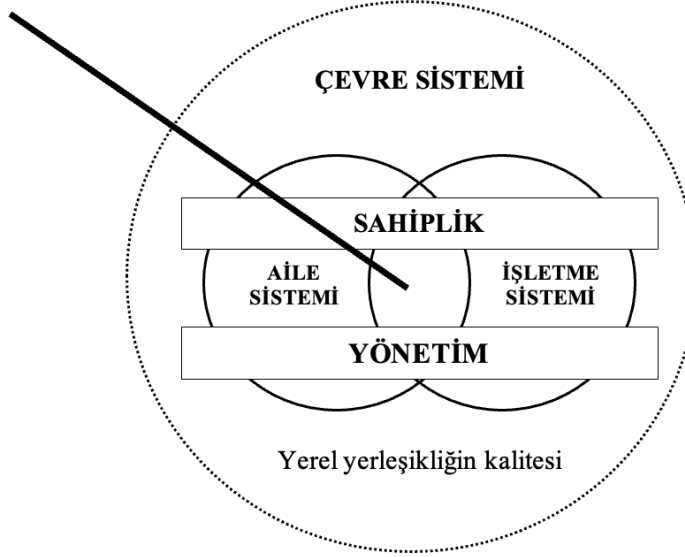 ÇEVRE SİSTEMİ
SAHİPLİK
AİLE
SİSTEMİ
İŞLETME
SİSTEMİ
YÖNETİM
Yerel yerleşikliğin kalitesi